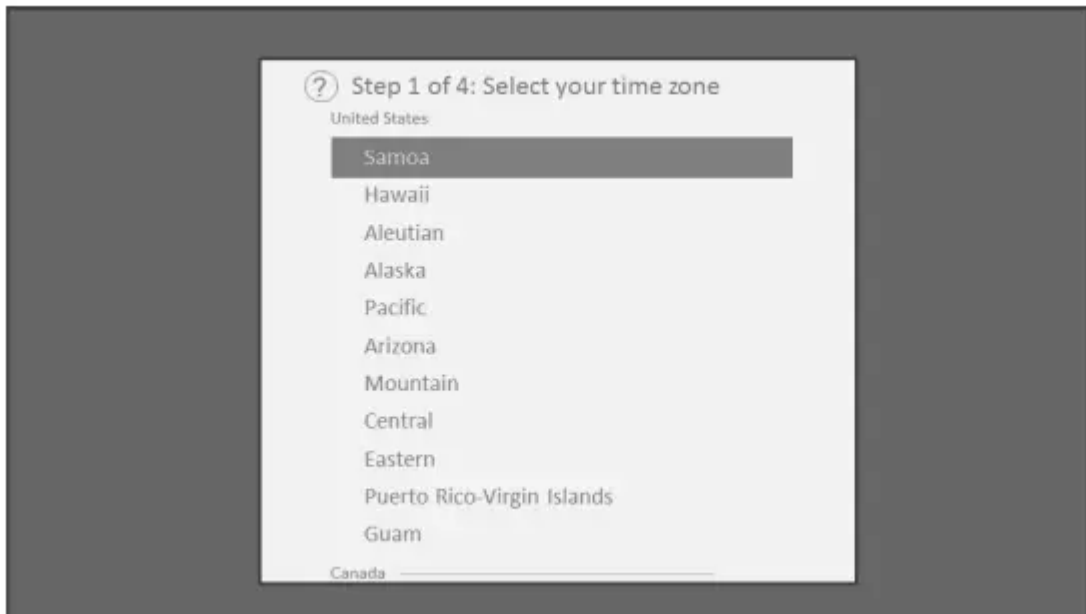 ? Step 1 of 4: Select your time zone
United States
Samoa
Hawaii
Aleutian
Alaska
Pacific
Arizona
Mountain
Central
Eastern
Puerto Rico-Virgin Islands
Guam
Canada